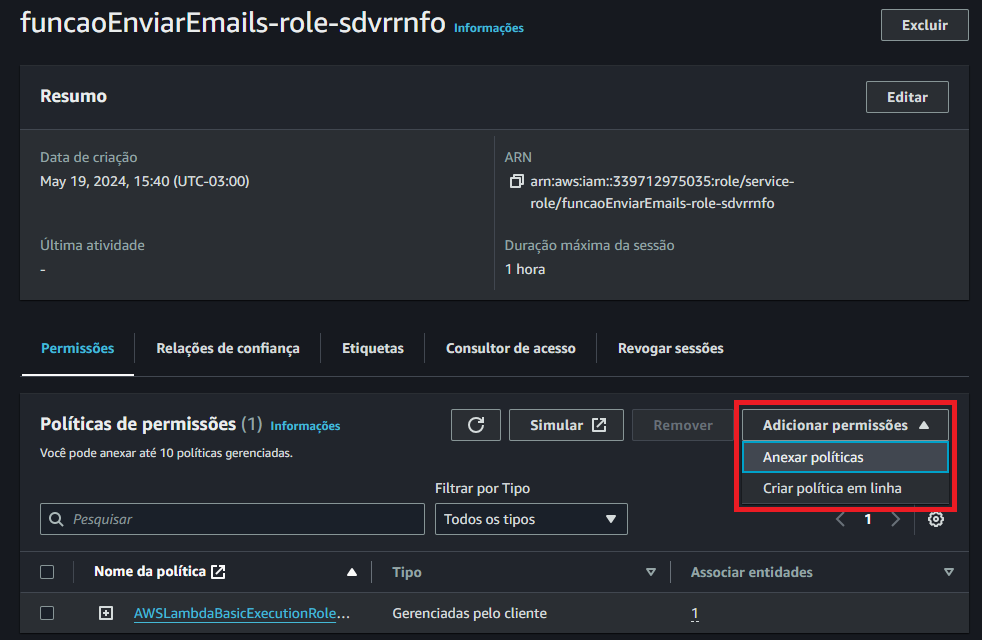 funcaoEnviarEmails-role-sdvrrnfo Informações
Excluir
Resumo
Editar
Data de criação
May 19, 2024, 15:40 (UTC-03:00)
ARN
arn:aws:iam::339712975035:role/service-
role/funcaoEnviarEmails-role-sdvrrnfo
Última atividade
-
Duração máxima da sessão
1 hora
Permissões Relações de confiança Etiquetas Consultor de acesso Revogar sessões
Políticas de permissões (1) Informações
Você pode anexar até 10 políticas gerenciadas.
Simular Remover Adicionar permissões
Anexar políticas
Criar política em linha
Filtrar por Tipo
Pesquisar Todos os tipos
1
Nome da política Tipo Associar entidades
AWSLambdaBasicExecutionRole... Gerenciadas pelo cliente 1